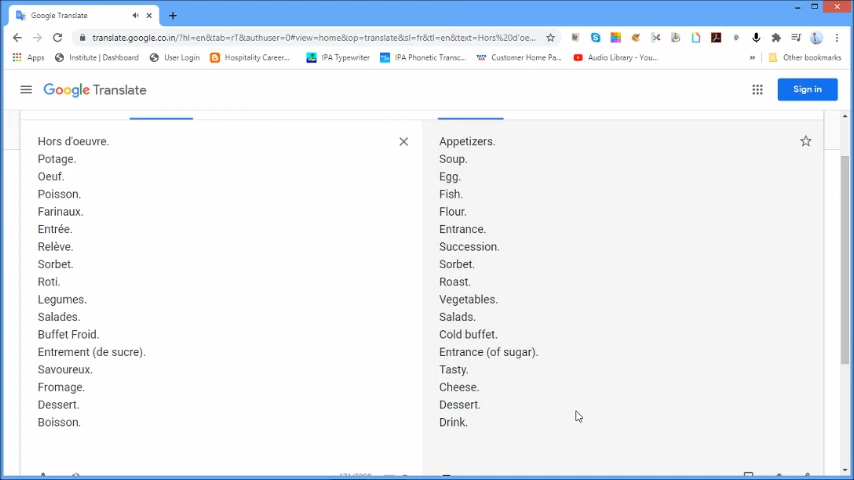 Google Translate
translate.google.co.in/?hl=en&tab=rT&authuser=0#view=home&op=translate&sl=fr&tl=en&text=Hors%20d'oe...
Apps
Institute | Dashboard
User Login
Hospitality Career...
IPA Typewriter
IPA Phonetic Transc...
Customer Home Pa...
Audio Library - You...
»
Other bookmarks
Google Translate
Sign in
Hors d'oeuvre.
Potage.
Oeuf.
Poisson.
Farinaux.
Entrée.
Relève.
Sorbet.
Roti.
Legumes.
Salades.
Buffet Froid.
Entrement (de sucre).
Savoureux.
Fromage.
Dessert.
Boisson.
Appetizers.
Soup.
Egg.
Fish.
Flour.
Entrance.
Succession.
Sorbet.
Roast.
Vegetables.
Salads.
Cold buffet.
Entrance (of sugar).
Tasty.
Cheese.
Dessert.
Drink.